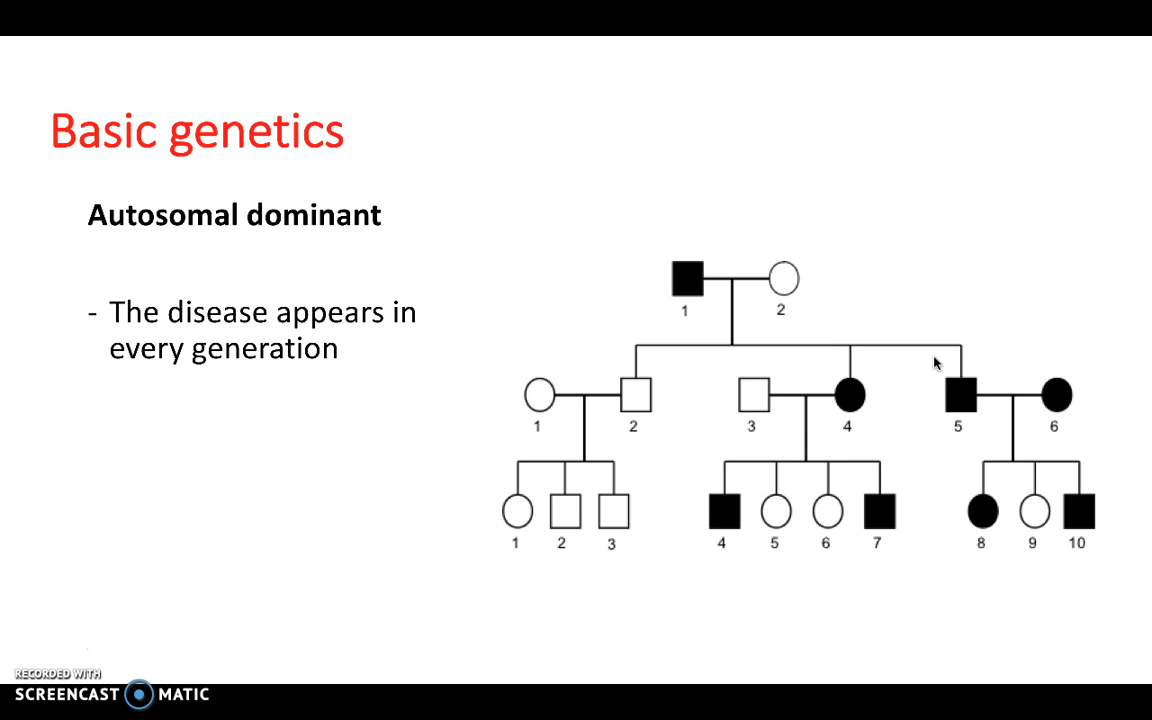 Basic genetics
Autosomal dominant
- The disease appears in
every generation
1 2
1 2 3 4 5 6
1 2 3 4 5 6 7 8 9 10
RECORDED WITH
SCREENCAST MATIC